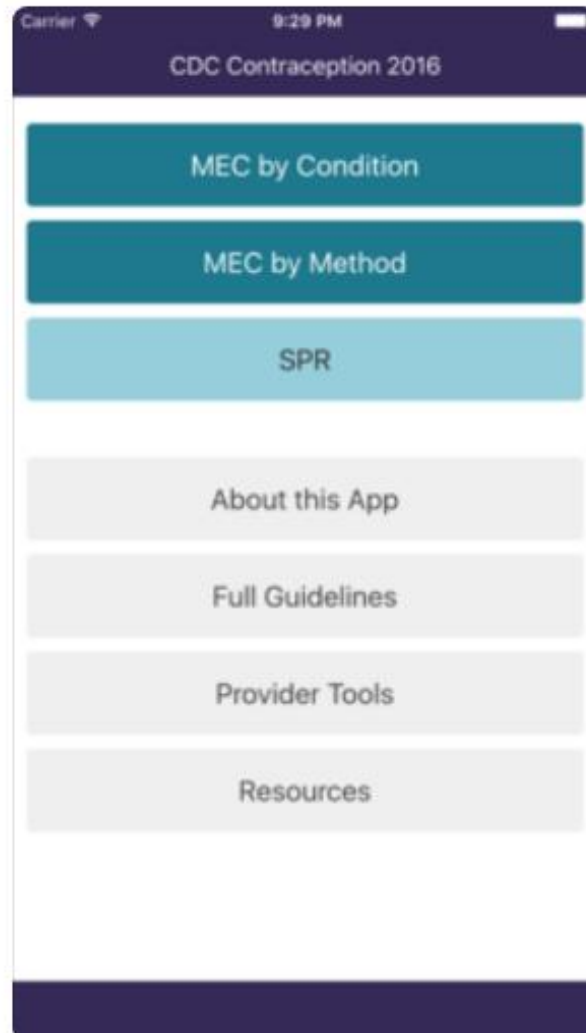 Carrier 9:29 PM
CDC Contraception 2016
MEC by Condition
MEC by Method
SPR
About this App
Full Guidelines
Provider Tools
Resources